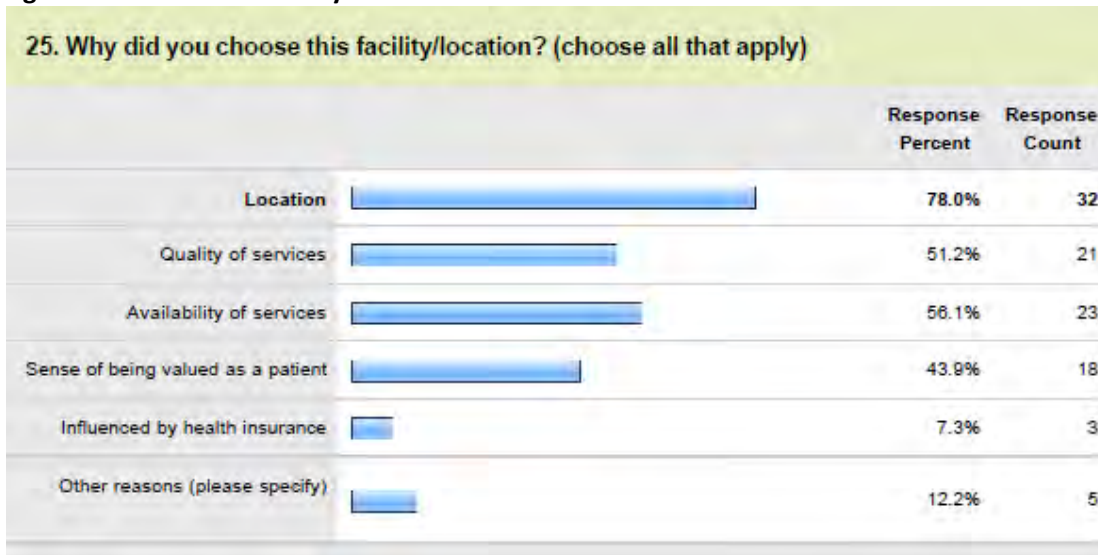 25. Why did you choose this facility/location? (choose all that apply)
Response Response
Percent Count
Location 78.0% 32
Quality of services 51.2% 21
Availability of services 56.1% 23
Sense of being valued as a patient 43.9% 18
Influenced by health insurance 7.3% 3
Other reasons (please specify) 12.2% 5